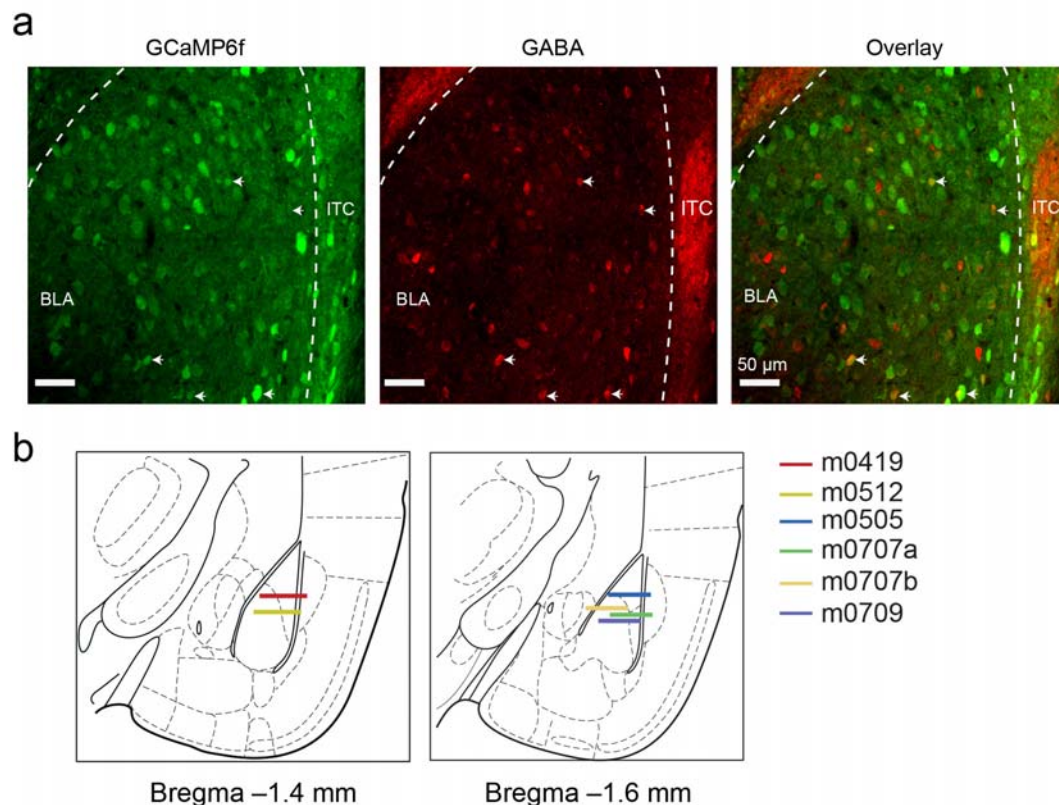 a
GCaMP6f
GABA
Overlay
ITC
ITC
ITC
BLA
BLA
BLA
50 µm
b
m0419
m0512
m0505
m0707a
m0707b
m0709
Bregma –1.4 mm
Bregma –1.6 mm